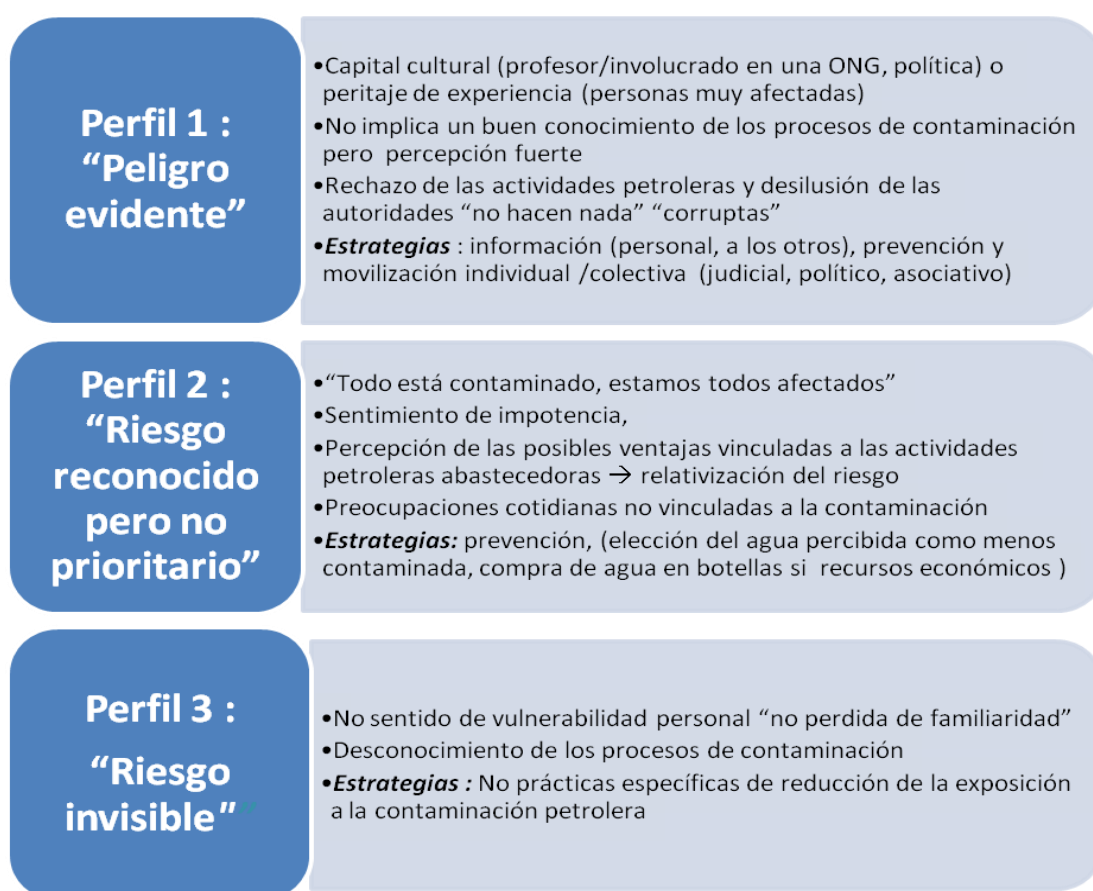 Perfil 1 :
“Peligro
evidente”
•Capital cultural (profesor/involucrado en una ONG, política) o
peritaje de experiencia (personas muy afectadas)
•No implica un buen conocimiento de los procesos de contaminación
pero percepción fuerte
•Rechazo de las actividades petroleras y desilusión de las
autoridades “no hacen nada” “corruptas”
•Estrategias : información (personal, a los otros), prevención y
movilización individual /colectiva (judicial, político, asociativo)
Perfil 2 :
“Riesgo
reconocido
pero no
prioritario”
•“Todo está contaminado, estamos todos afectados”
•Sentimiento de impotencia,
•Percepción de las posibles ventajas vinculadas a las actividades
petroleras abastecedoras → relativización del riesgo
•Preocupaciones cotidianas no vinculadas a la contaminación
•Estrategias: prevención, (elección del agua percibida como menos
contaminada, compra de agua en botellas si recursos económicos )
Perfil 3 :
“Riesgo
invisible”
•No sentido de vulnerabilidad personal “no perdida de familiaridad”
•Desconocimiento de los procesos de contaminación
•Estrategias : No prácticas específicas de reducción de la exposición
a la contaminación petrolera